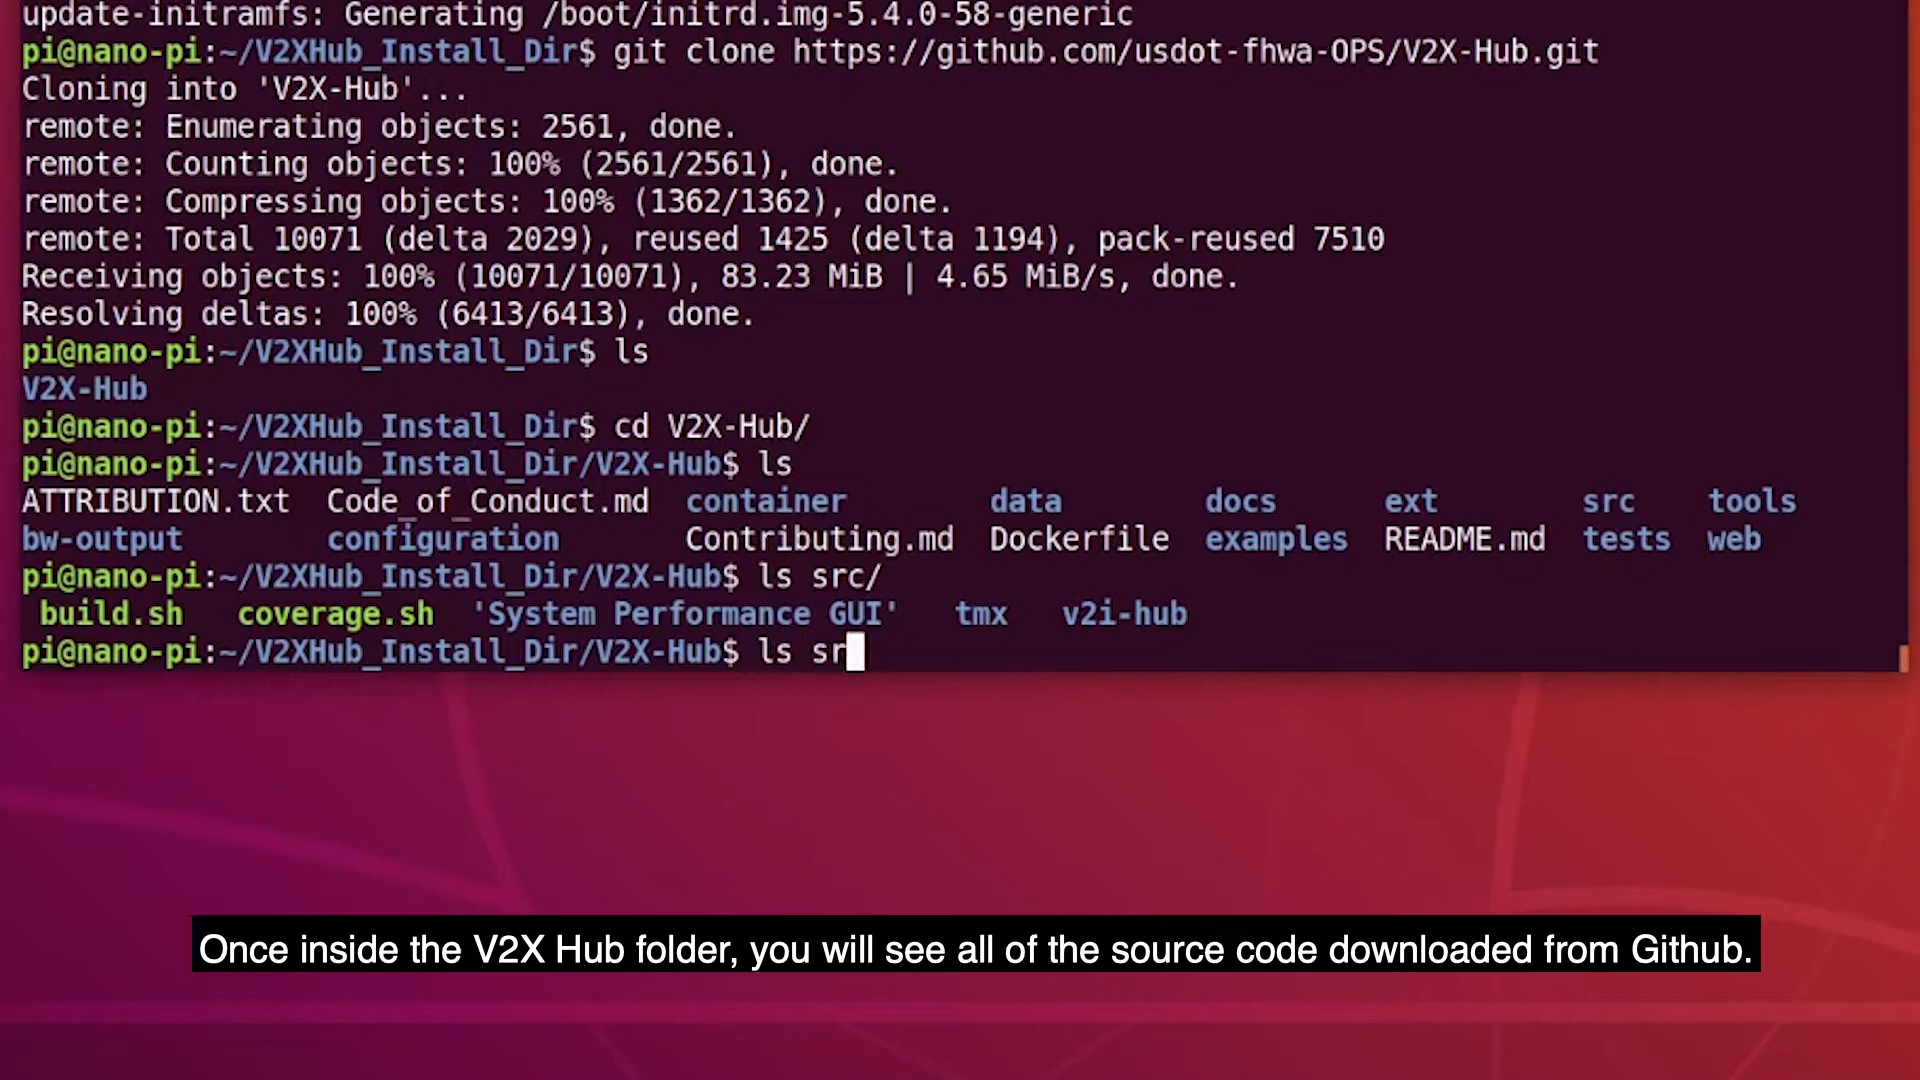 update-initramfs: Generating /boot/initrd.img-5.4.0-58-generic
pi@nano-pi:~/V2XHub_Install_Dir$ git clone https://github.com/usdot-fhwa-OPS/V2X-Hub.git
Cloning into 'V2X-Hub'...
remote: Enumerating objects: 2561, done.
remote: Counting objects: 100% (2561/2561), done.
remote: Compressing objects: 100% (1362/1362), done.
remote: Total 10071 (delta 2029), reused 1425 (delta 1194), pack-reused 7510
Receiving objects: 100% (10071/10071), 83.23 MiB | 4.65 MiB/s, done.
Resolving deltas: 100% (6413/6413), done.
pi@nano-pi:~/V2XHub_Install_Dir$ ls
V2X-Hub
pi@nano-pi:~/V2XHub_Install_Dir$ cd V2X-Hub/
pi@nano-pi:~/V2XHub_Install_Dir/V2X-Hub$ ls
ATTRIBUTION.txt  Code_of_Conduct.md  container        data        docs      ext        src    tools
bw-output        configuration       Contributing.md  Dockerfile  examples  README.md  tests  web
pi@nano-pi:~/V2XHub_Install_Dir/V2X-Hub$ ls src/
build.sh   coverage.sh  'System Performance GUI'   tmx   v2i-hub
pi@nano-pi:~/V2XHub_Install_Dir/V2X-Hub$ ls sr
Once inside the V2X Hub folder, you will see all of the source code downloaded from Github.